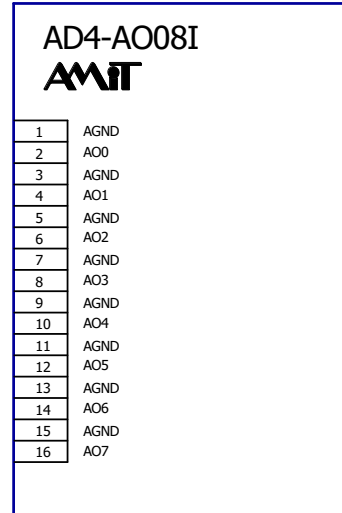 AD4-AO08I
AMiT
1 AGND
2 AO0
3 AGND
4 AO1
5 AGND
6 AO2
7 AGND
8 AO3
9 AGND
10 AO4
11 AGND
12 AO5
13 AGND
14 AO6
15 AGND
16 AO7